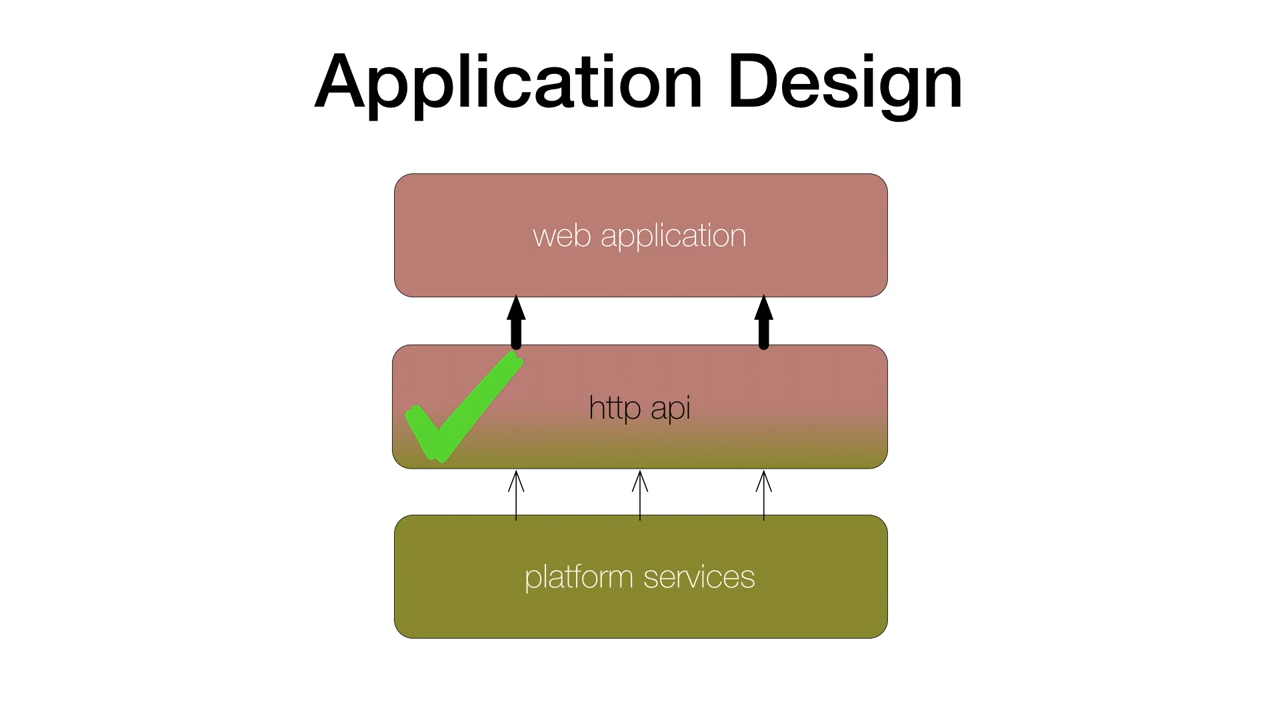 Application Design
web application
http api
platform services